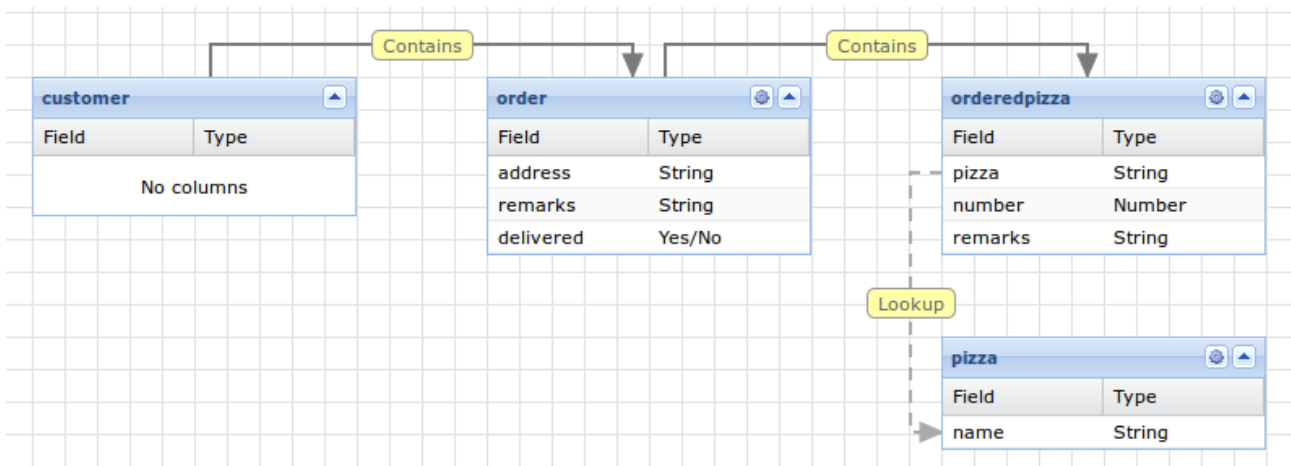 Contains
Contains
customer
Field Type
No columns
order
Field Type
address String
remarks String
delivered Yes/No
orderedpizza
Field Type
pizza String
number Number
remarks String
Lookup
pizza
Field Type
name String